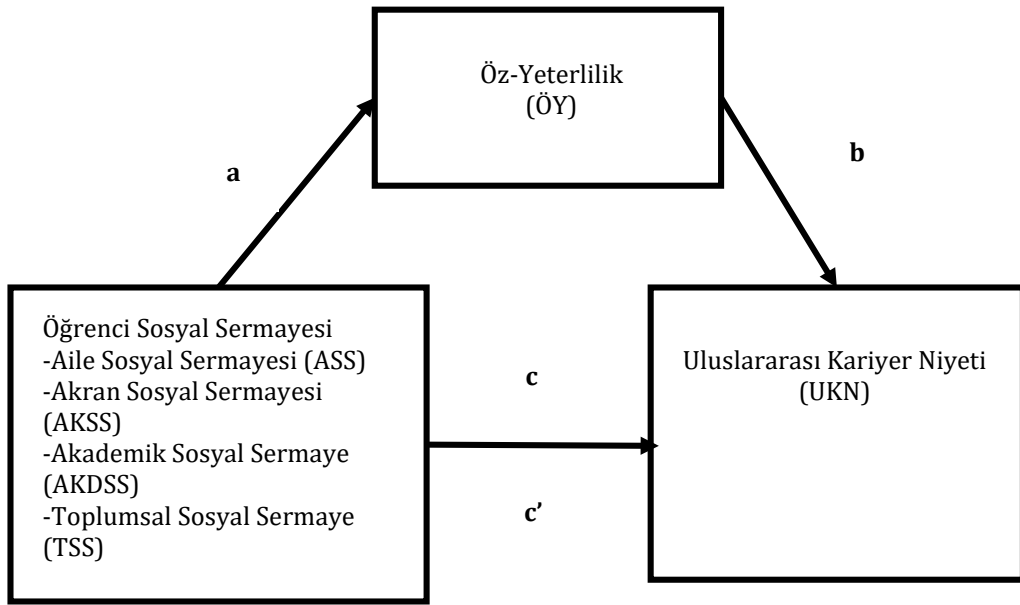 Öz-Yeterlilik
(ÖY)
a
b
Öğrenci Sosyal Sermayesi
-Aile Sosyal Sermayesi (ASS)
-Akran Sosyal Sermayesi
(AKSS)
-Akademik Sosyal Sermaye
(AKDSS)
-Toplumsal Sosyal Sermaye
(TSS)
c
c’
Uluslararası Kariyer Niyeti
(UKN)